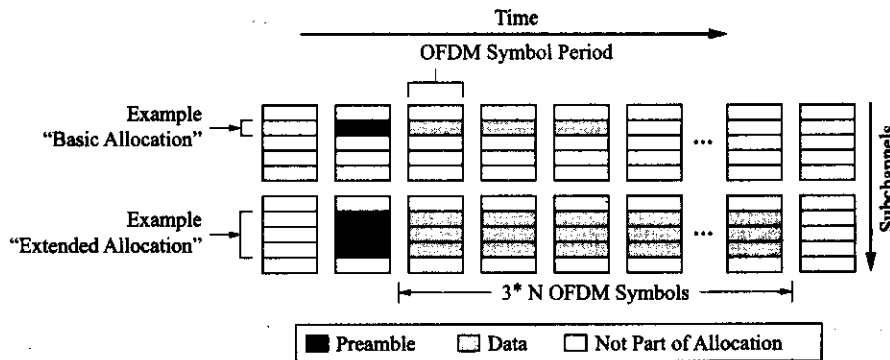 Time
OFDM Symbol Period
Example
“Basic Allocation”
...
Subchannels
Example
“Extended Allocation”
...
3* N OFDM Symbols
Preamble
Data
Not Part of Allocation